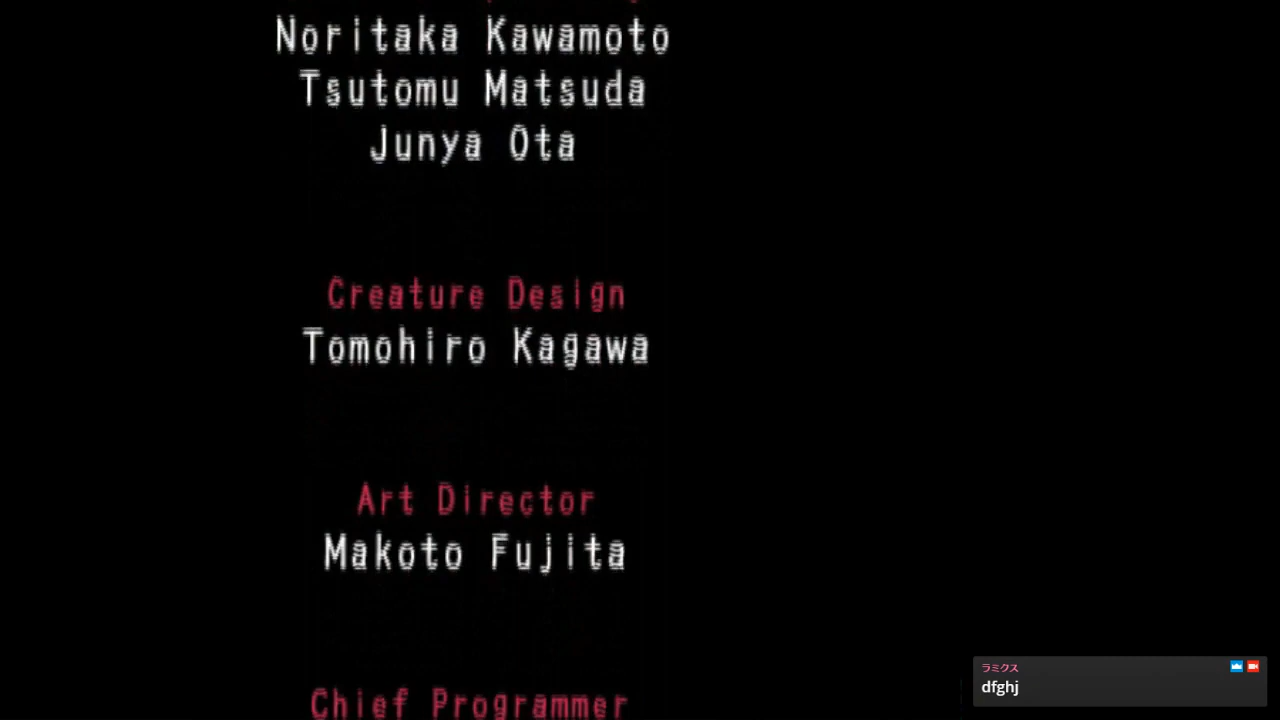 Noritaka Kawamoto
Tsutomu Matsuda
Junya Ota
Creature Design
Tomohiro Kagawa
Art Director
Makoto Fujita
Chief Programmer
ラミクス
dfghj